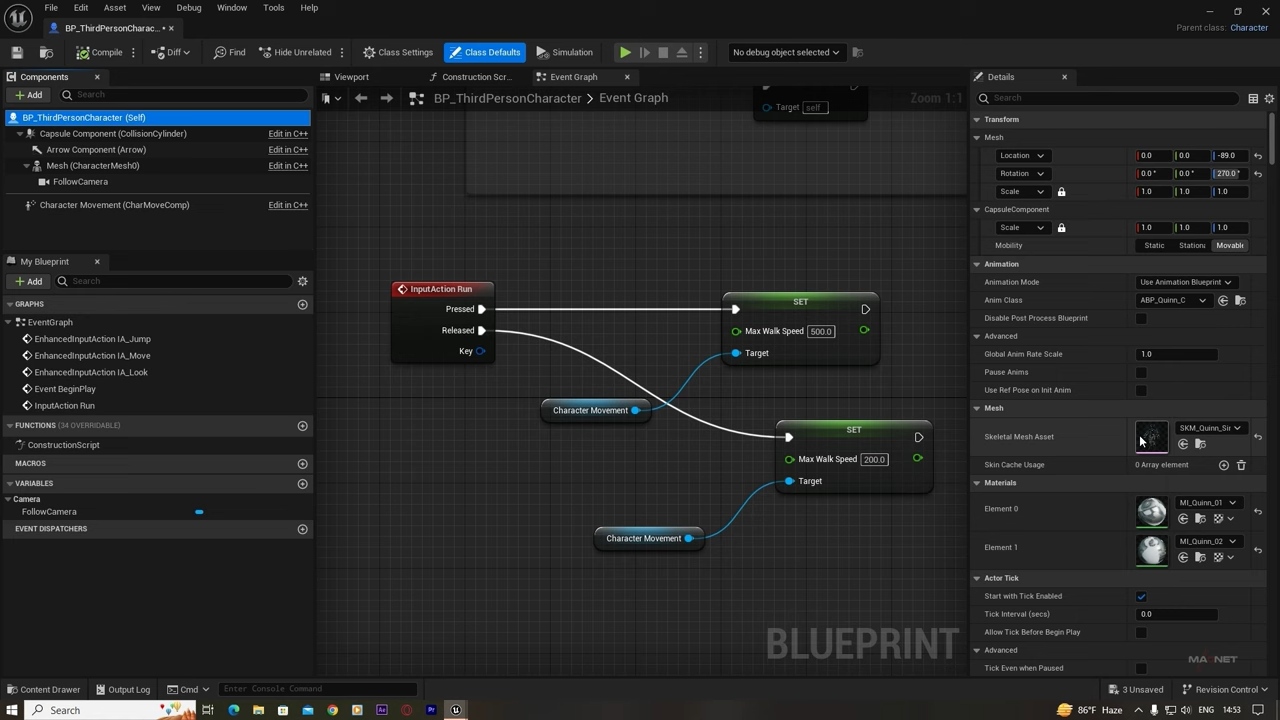 File Edit Asset View Debug Window Tools Help
BP_ThirdPersonCharac...
Parent class: Character
Compile Diff Find Hide Unrelated Class Settings Class Defaults Simulation No debug object selected
Components
Add Search
BP_ThirdPersonCharacter (Self)
Capsule Component (CollisionCylinder) Edit in C++
Arrow Component (Arrow) Edit in C++
Mesh (CharacterMesh0) Edit in C++
FollowCamera
Character Movement (CharMoveComp) Edit in C++
My Blueprint
Add Search
GRAPHS
EventGraph
EnhancedInputAction IA_Jump
EnhancedInputAction IA_Move
EnhancedInputAction IA_Look
Event BeginPlay
InputAction Run
FUNCTIONS (34 OVERRIDABLE)
ConstructionScript
MACROS
VARIABLES
Camera
FollowCamera
EVENT DISPATCHERS
Viewport Construction Scr... Event Graph
BP_ThirdPersonCharacter > Event Graph Zoom 1:1
Target self
InputAction Run
Pressed
Released
Key
SET
Max Walk Speed 500.0
Target
Character Movement
SET
Max Walk Speed 200.0
Target
Character Movement
BLUEPRINT
Details
Search
Transform
Mesh
Location 0.0 0.0 -89.0
Rotation 0.0 ° 0.0 ° 270.0 °
Scale 1.0 1.0 1.0
CapsuleComponent
Scale 1.0 1.0 1.0
Mobility Static Stationa Movable
Animation
Animation Mode Use Animation Blueprint
Anim Class ABP_Quinn_C
Disable Post Process Blueprint
Advanced
Global Anim Rate Scale 1.0
Pause Anims
Use Ref Pose on Init Anim
Mesh
Skeletal Mesh Asset SKM_Quinn_Sir
Skin Cache Usage 0 Array element
Materials
Element 0 MI_Quinn_01
Element 1 MI_Quinn_02
Actor Tick
Start with Tick Enabled
Tick Interval (secs) 0.0
Allow Tick Before Begin Play
Advanced
Tick Even when Paused
Content Drawer Output Log Cmd Enter Console Command 3 Unsaved Revision Control
Search 86°F Haze ENG 14:53